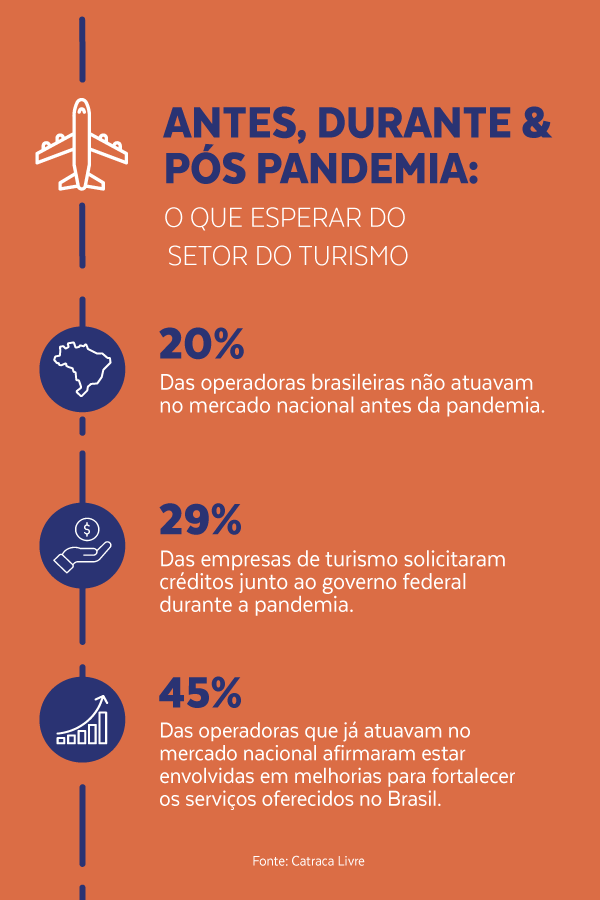 ANTES, DURANTE &
PÓS PANDEMIA:
O QUE ESPERAR DO
SETOR DO TURISMO
20%
Das operadoras brasileiras não atuavam
no mercado nacional antes da pandemia.
$
29%
Das empresas de turismo solicitaram
créditos junto ao governo federal
durante a pandemia.
45%
Das operadoras que já atuavam no
mercado nacional afirmaram estar
envolvidas em melhorias para fortalecer
os serviços oferecidos no Brasil.
Fonte: Catraca Livre